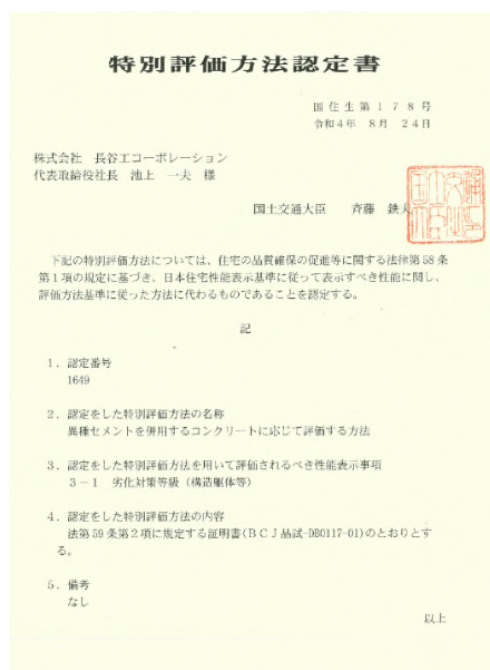 特別評価方法認定書
国住生第178号
令和4年 8月 24日
株式会社 長谷工コーポレーション
代表取締役社長 池上 一夫 様
国土交通大臣 斉藤 鉄夫
下記の特別評価方法については、住宅の品質確保の促進等に関する法律第58条
第1項の規定に基づき、日本住宅性能表示基準に従って表示すべき性能に関し、
評価方法基準に従った方法に代わるものであることを認定する。
記
1. 認定番号
1649
2. 認定をした特別評価方法の名称
異種セメントを併用するコンクリートに応じて評価する方法
3. 認定をした特別評価方法を用いて評価されるべき性能表示事項
3-1 劣化対策等級(構造躯体等)
4. 認定をした特別評価方法の内容
法第59条第2項に規定する証明書(BCJ品試-DB0117-01)のとおりとす
る。
5. 備考
なし
以上